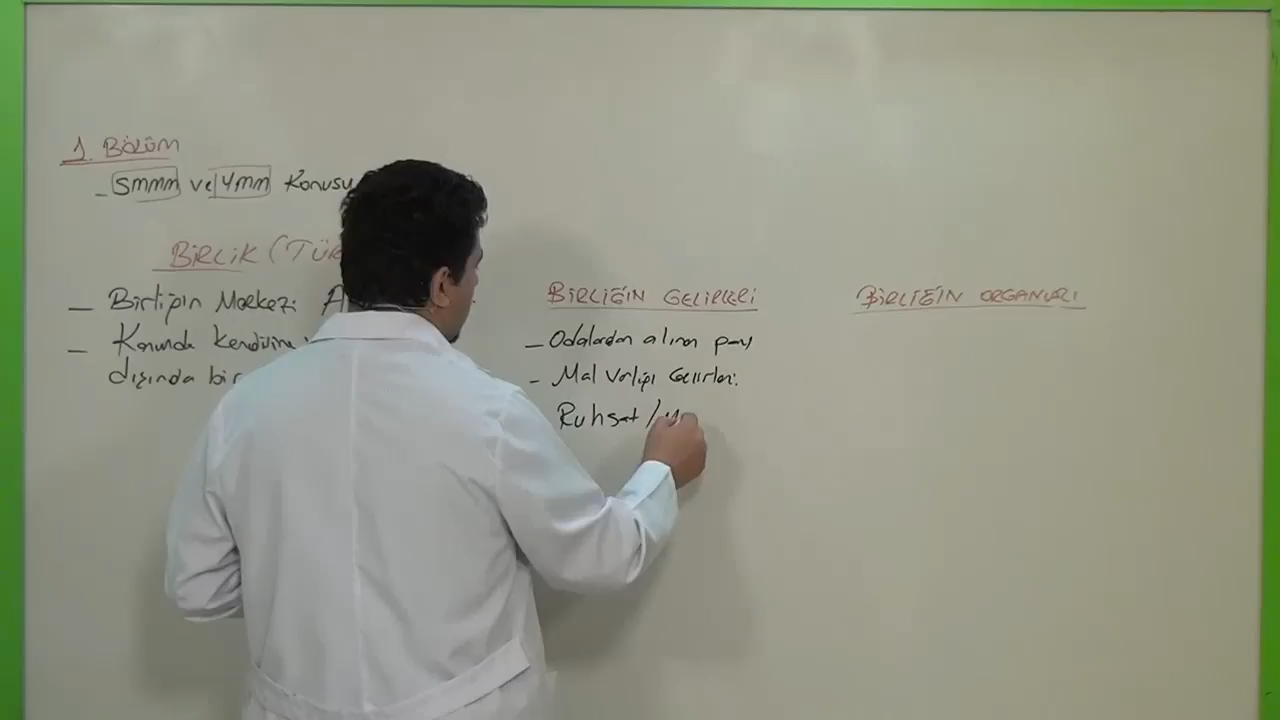 1. BÖLÜM
- SMMM ve YMM Konusu
BİRLİK (TÜR
- Birliğin Merkezi A
- Kanunda Kendisine
dışında bir
BİRLİĞİN GELİRLERİ
- Odalardan alınan pay
- Mal Varlığı Gelirleri.
Ruhsat /
BİRLİĞİN ORGANLARI